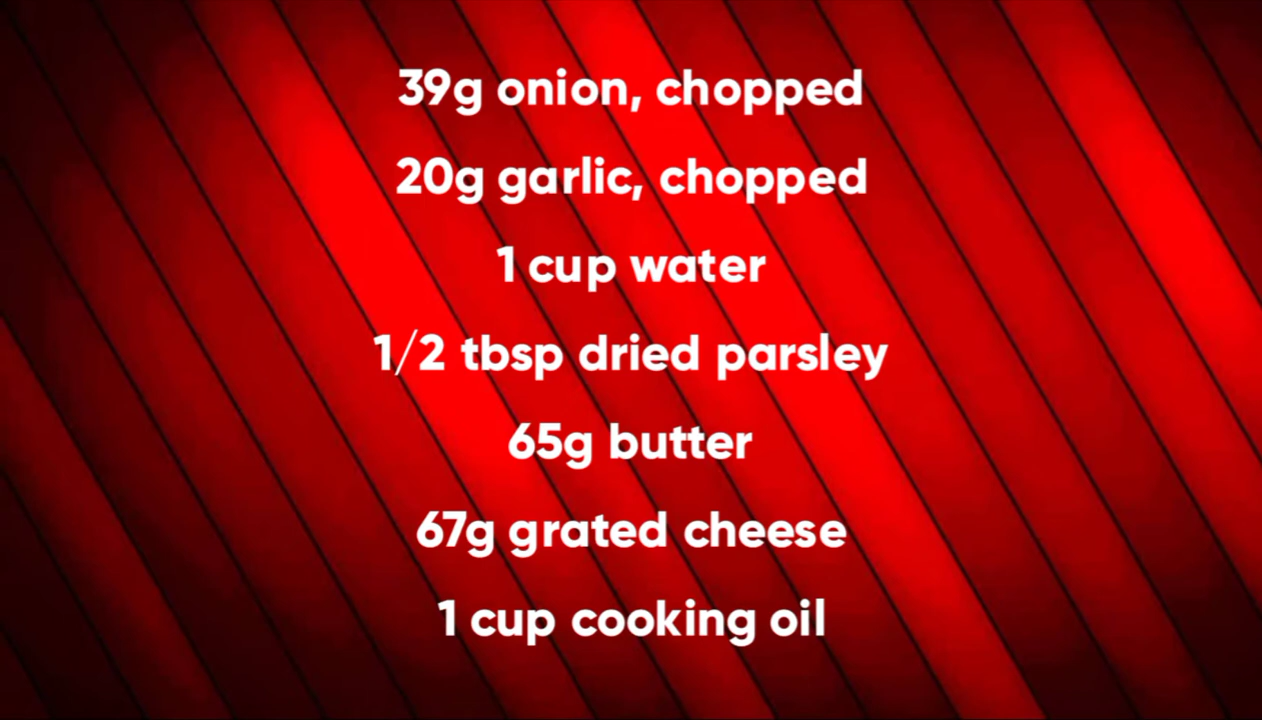 39g onion, chopped
20g garlic, chopped
1 cup water
1/2 tbsp dried parsley
65g butter
67g grated cheese
1 cup cooking oil